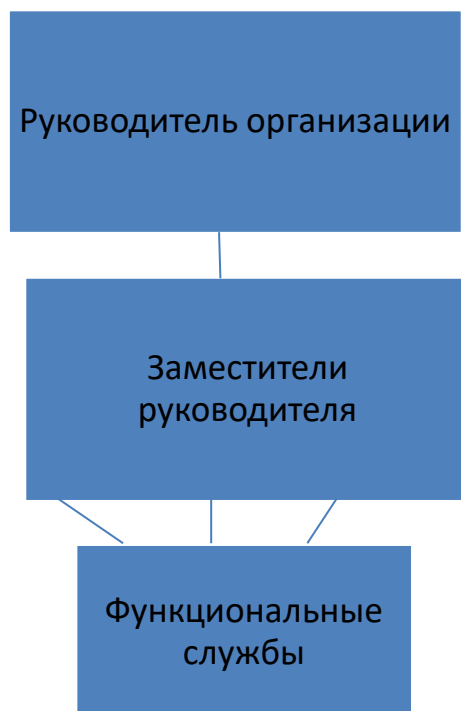 Руководитель организации
Заместители
руководителя
Функциональные
службы